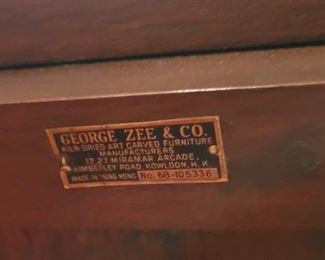 GEORGE ZEE & CO.
KILN DRIED ART CARVED FURNITURE
MANUFACTURERS
12,27 MIRAMAR ARCADE,
KIMBERLEY ROAD, KOWLOON, H.K.
MADE IN HONG KONG No. 68-105336